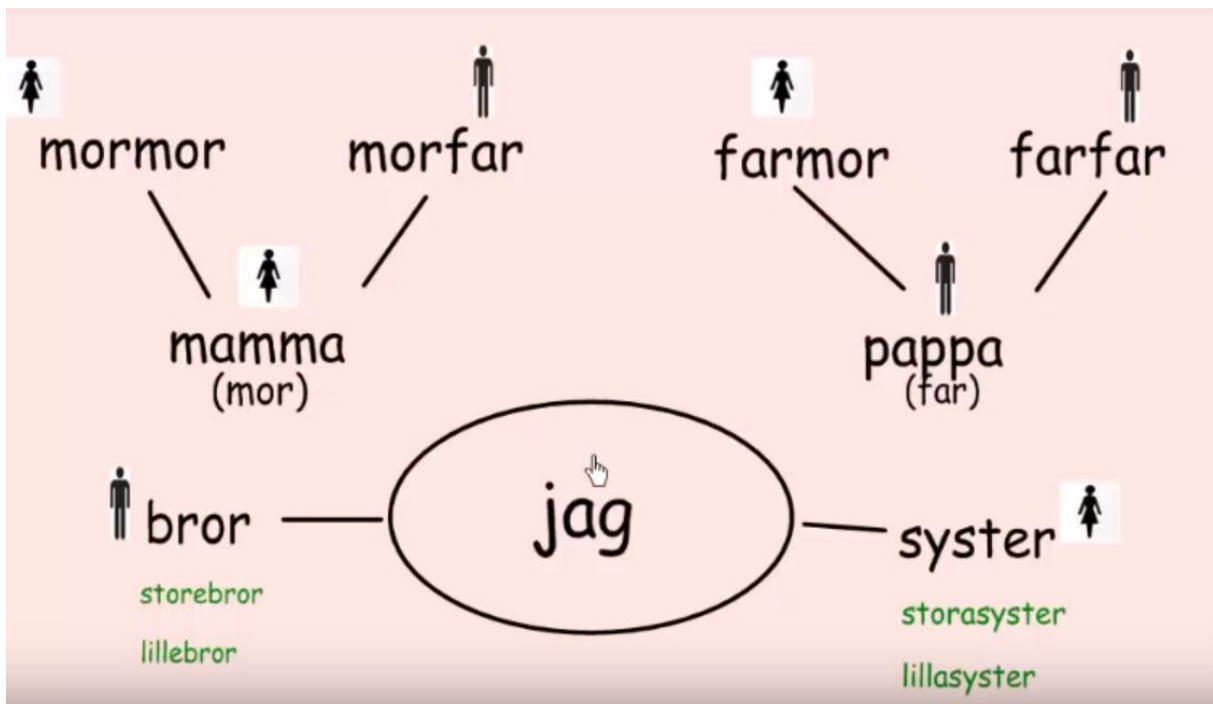 mormor morfar farmor farfar
mamma pappa
(mor) (far)
bror jag syster
storebror storasyster
lillebror lillasyster